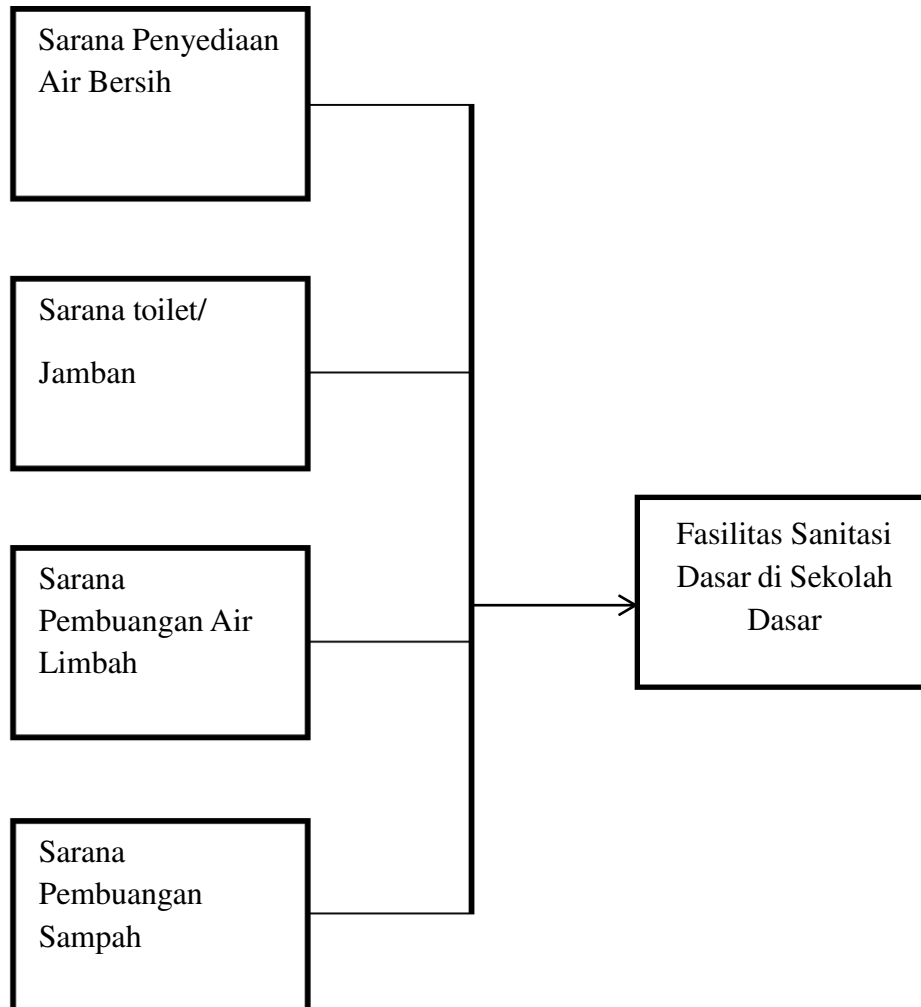 Sarana Penyediaan
Air Bersih
Sarana toilet/
Jamban
Sarana
Pembuangan Air
Limbah
Sarana
Pembuangan
Sampah
Fasilitas Sanitasi
Dasar di Sekolah
Dasar